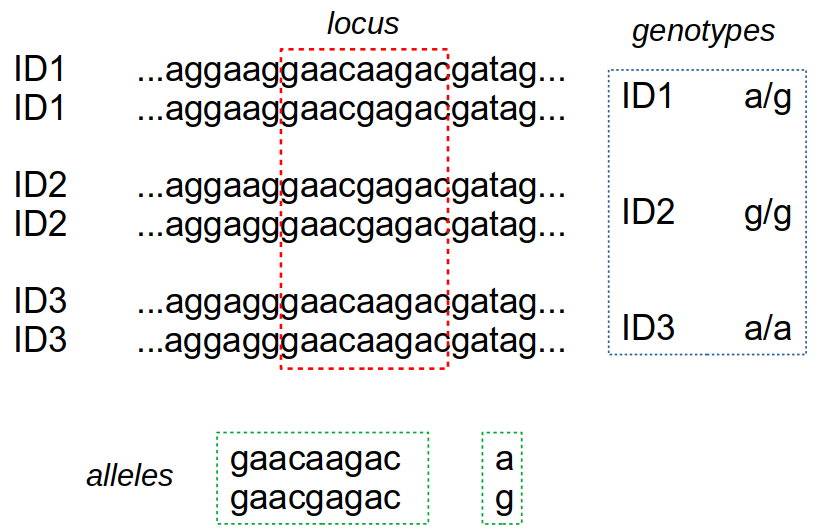 locus
genotypes
ID1 ...aggaaggaacaagacgatag...
ID1 ...aggaaggaacgagacgatag...
ID1 a/g
ID2 ...aggaaggaacgagacgatag...
ID2 ...aggagggaacgagacgatag...
ID2 g/g
ID3 ...aggagggaacaagacgatag...
ID3 ...aggagggaacaagacgatag...
ID3 a/a
alleles
gaacaagac a
gaacgagac g